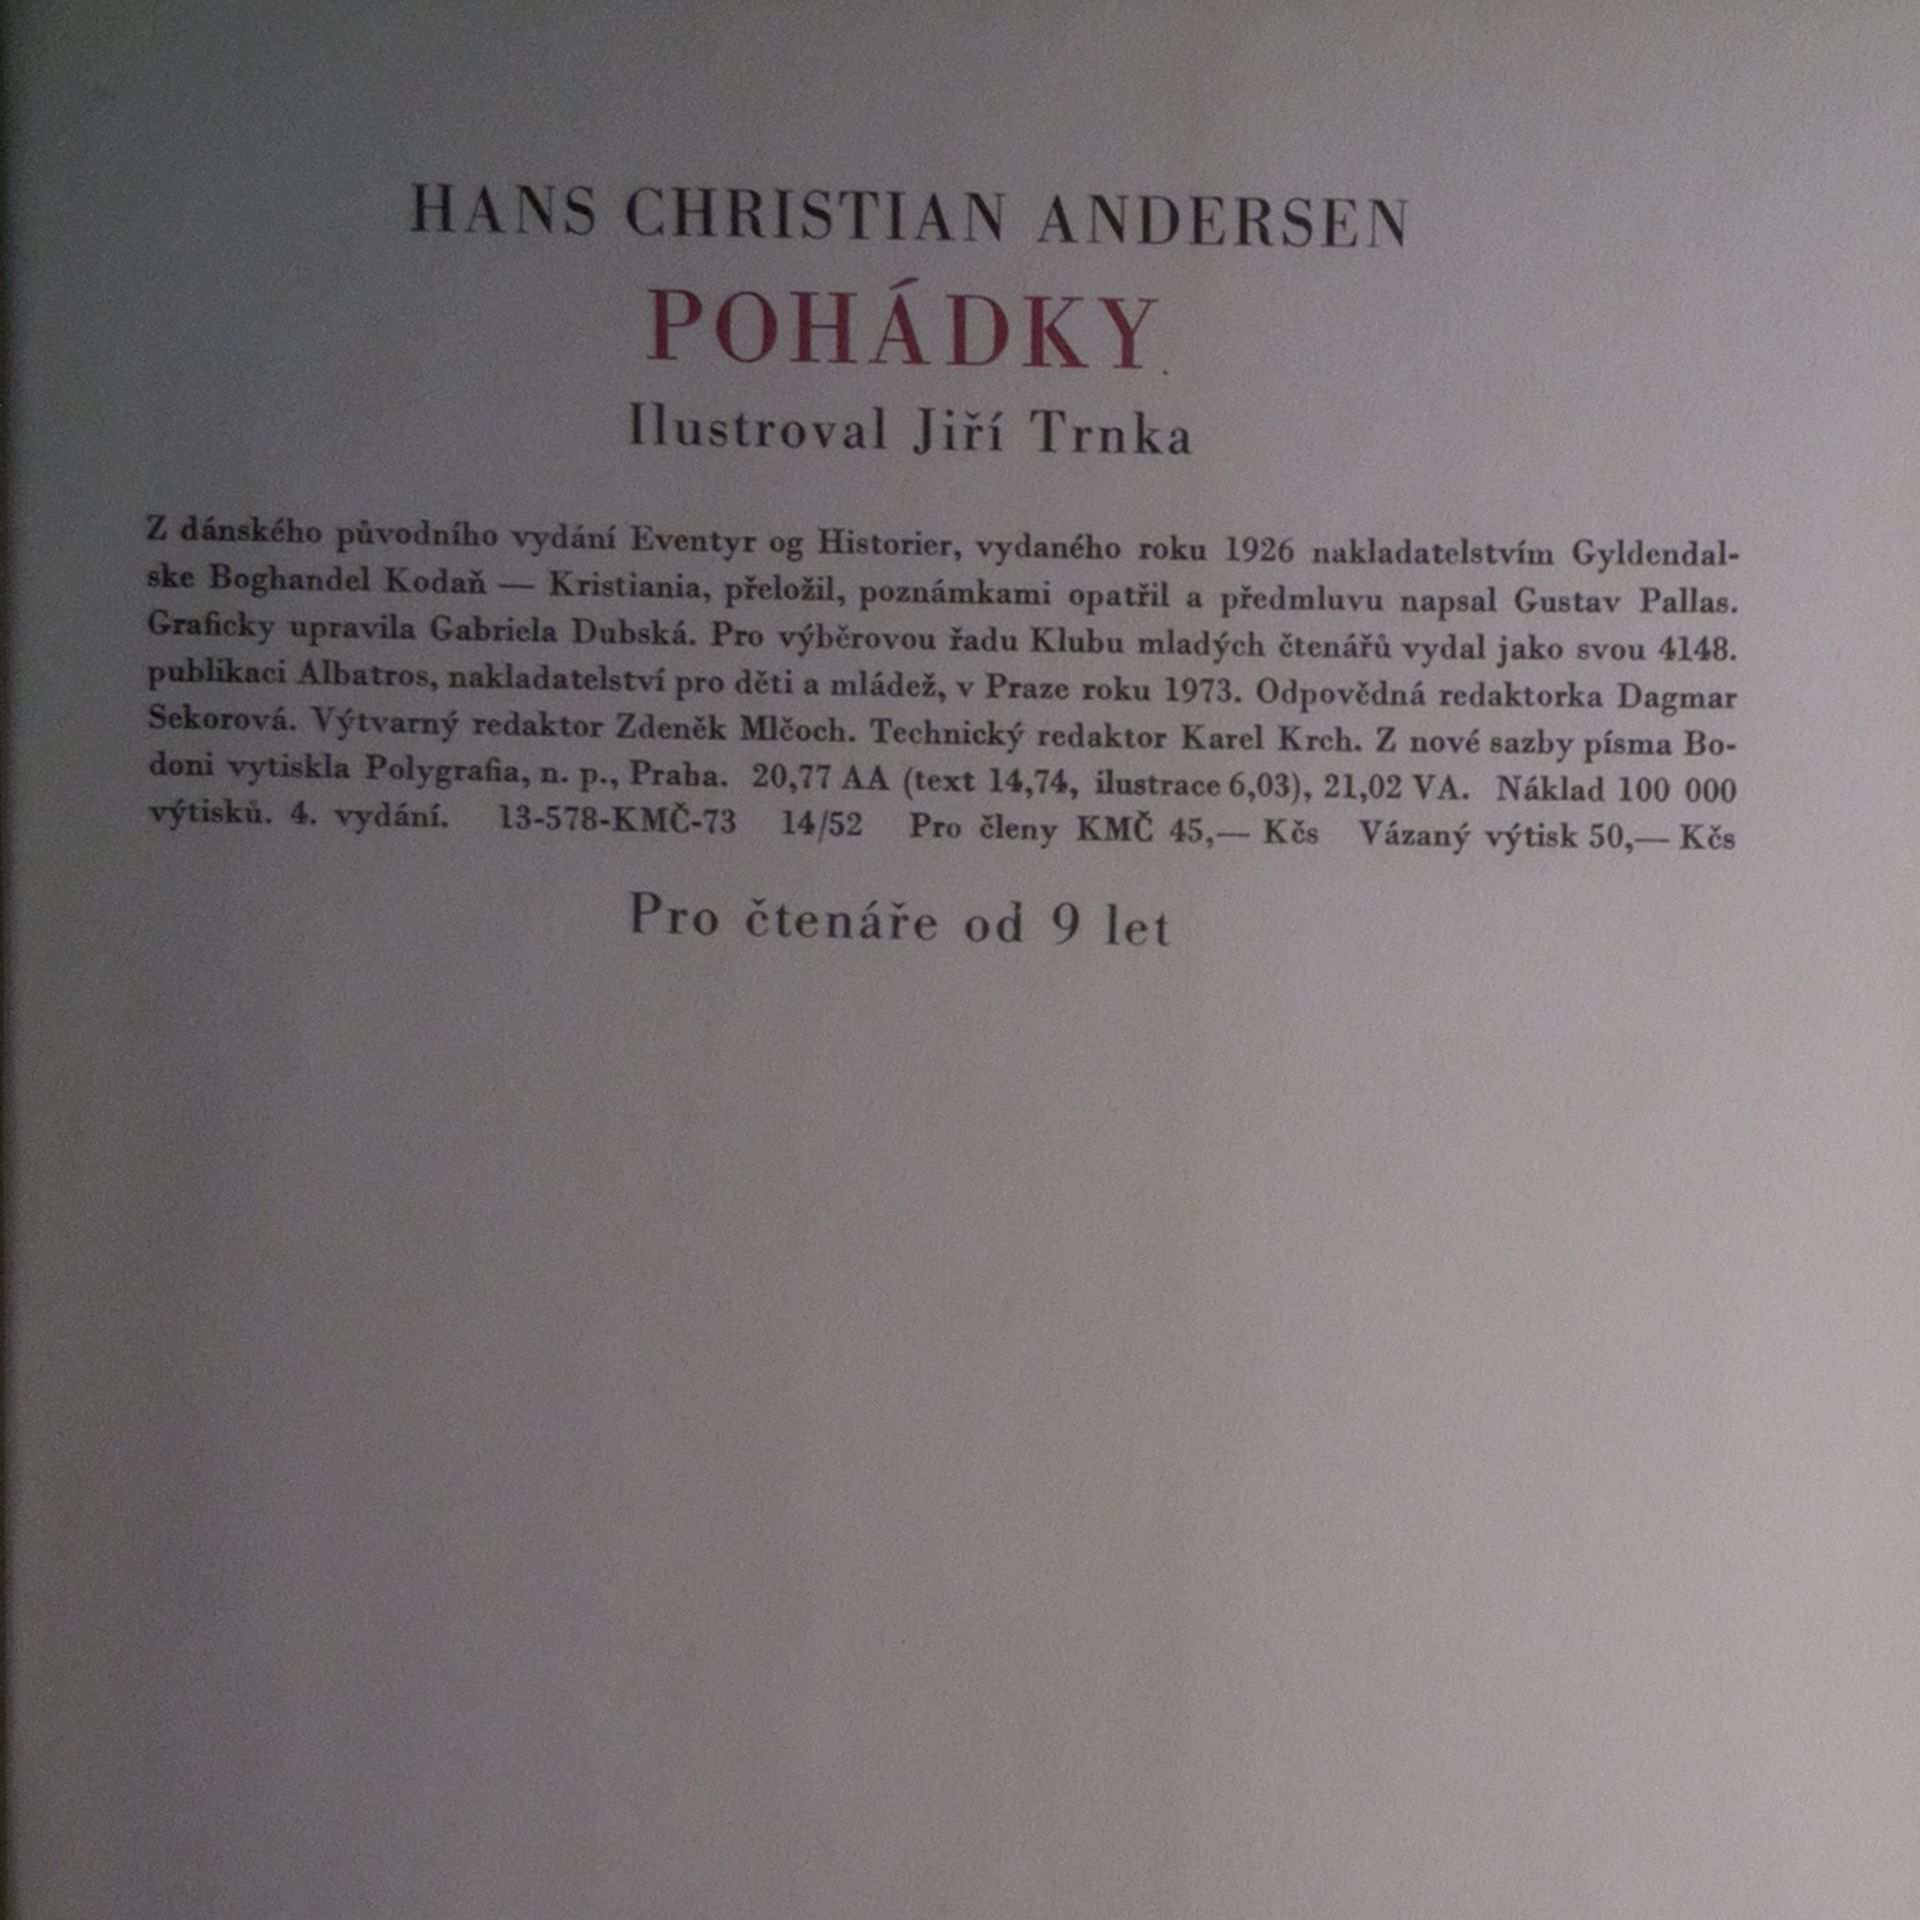 HANS CHRISTIAN ANDERSEN
POHÁDKY
Ilustroval Jiří Trnka
Z dánského původního vydání Eventyr og Historier, vydaného roku 1926 nakladatelstvím Gyldendal-
ske Boghandel Kodaň — Kristiania, přeložil, poznámkami opatřil a předmluvu napsal Gustav Pallas.
Graficky upravila Gabriela Dubská. Pro výběrovou řadu Klubu mladých čtenářů vydal jako svou 4148.
publikaci Albatros, nakladatelství pro děti a mládež, v Praze roku 1973. Odpovědná redaktorka Dagmar
Sekorová. Výtvarný redaktor Zdeněk Mlčoch. Technický redaktor Karel Krch. Z nové sazby písma Bo-
doni vytiskla Polygrafia, n. p., Praha. 20,77 AA (text 14,74, ilustrace 6,03), 21,02 VA. Náklad 100 000
výtisků. 4. vydání. 13-578-KMČ-73 14/52 Pro členy KMČ 45,— Kčs Vázaný výtisk 50,— Kčs
Pro čtenáře od 9 let